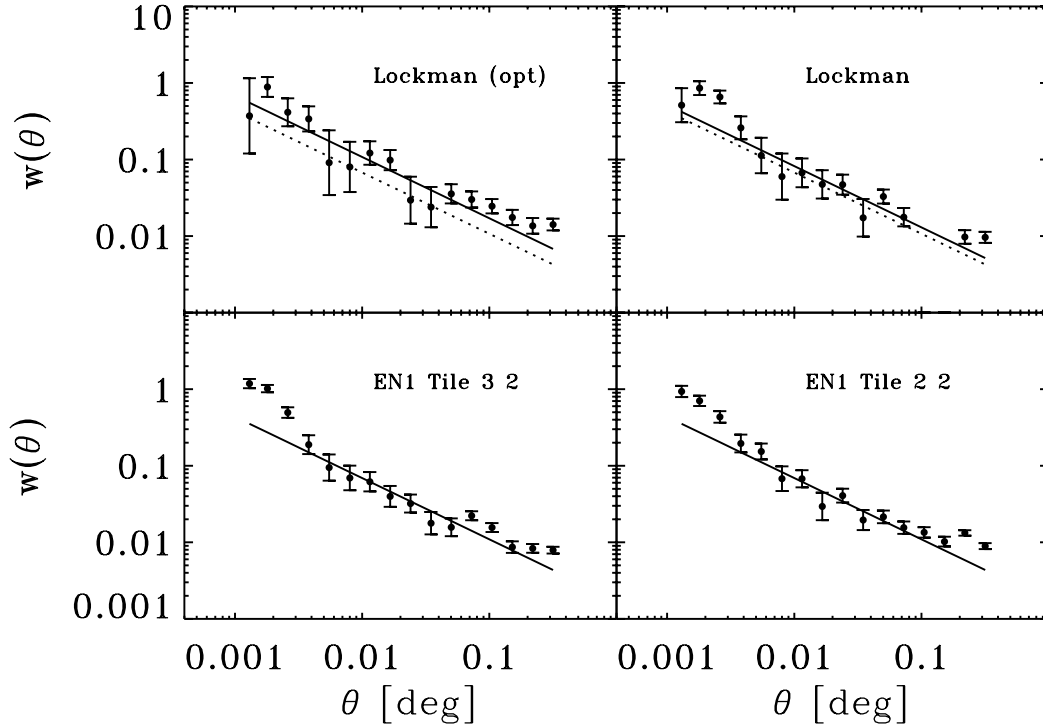 10
1
0.1
0.01
w(θ)
Lockman (opt)
Lockman
1
0.1
0.01
0.001
w(θ)
EN1 Tile 3 2
EN1 Tile 2 2
0.001 0.01 0.1
0.001 0.01 0.1
θ [deg]
θ [deg]